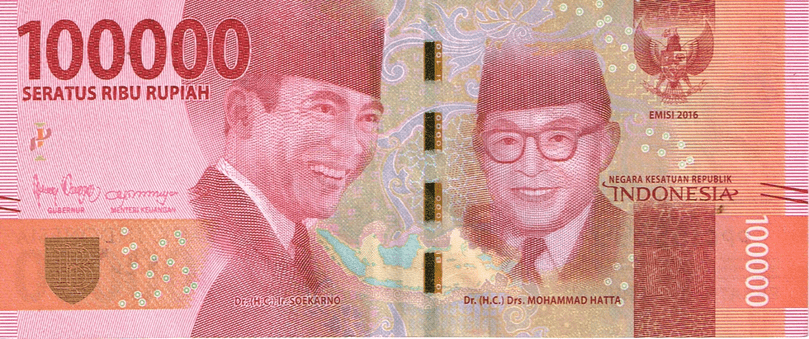 100000
SERATUS RIBU RUPIAH
EMISI 2016
NEGARA KESATUAN REPUBLIK
INDONESIA
GUBERNUR
MENTERI KEUANGAN
100000
Dr. (H.C.) Ir. SOEKARNO
Dr. (H.C.) Drs. MOHAMMAD HATTA